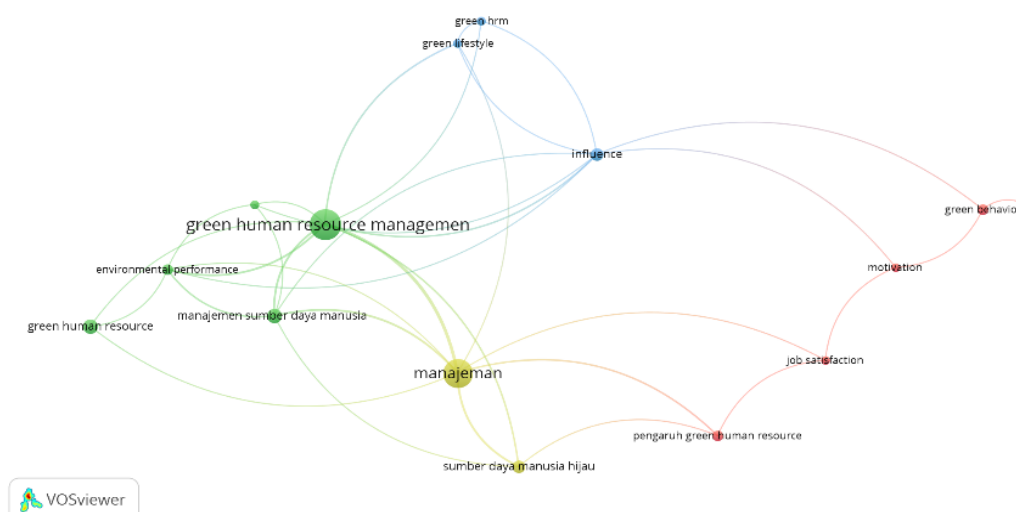 green hrm
green lifestyle
influence
green human resource managemen
green behavio
environmental performance
motivation
manajemen sumber daya manusia
green human resource
job satisfaction
manajeman
pengaruh green human resource
sumber daya manusia hijau
VOSviewer